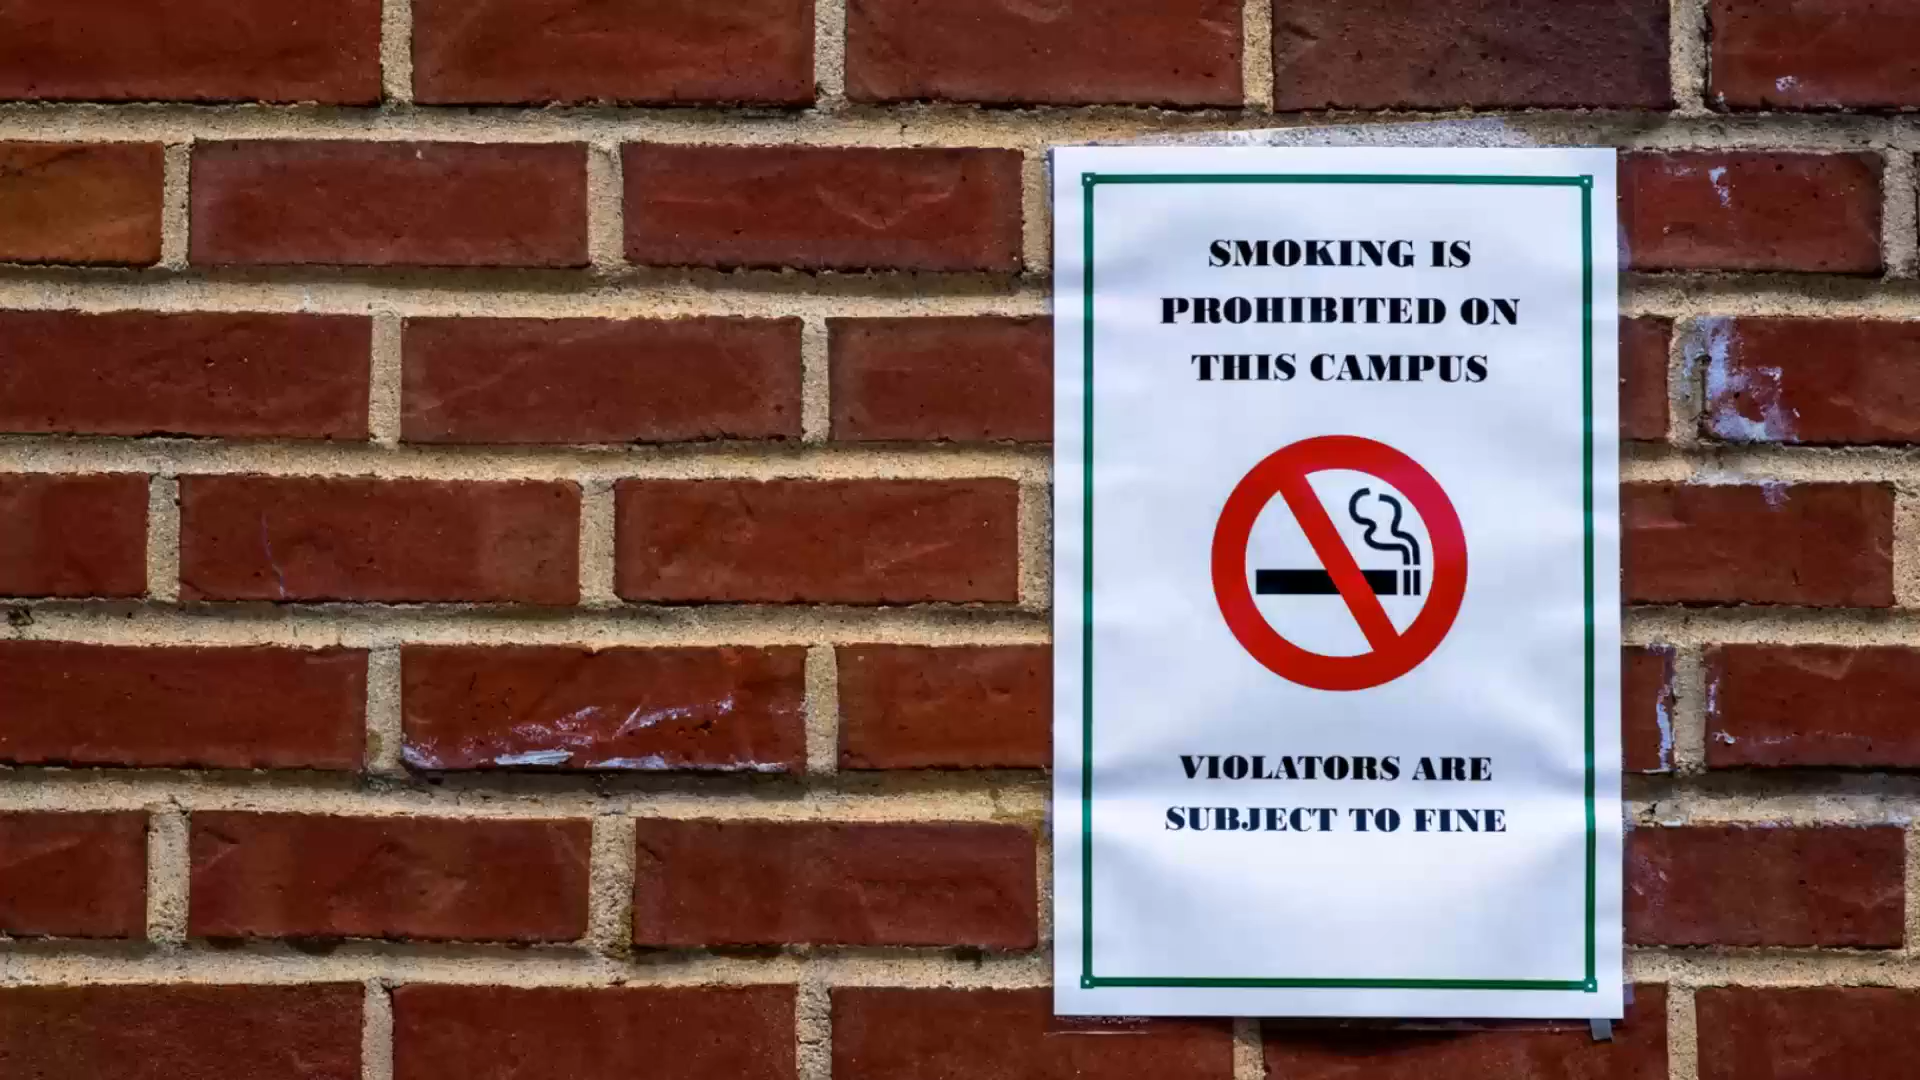 SMOKING IS
PROHIBITED ON
THIS CAMPUS
VIOLATORS ARE
SUBJECT TO FINE